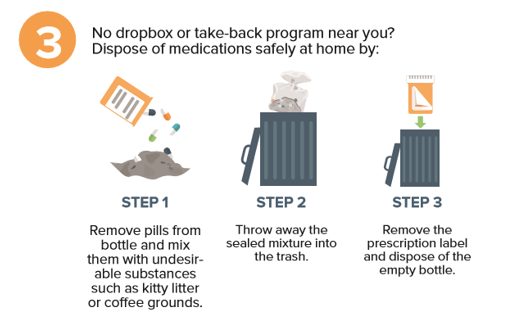 3
No dropbox or take-back program near you?
Dispose of medications safely at home by:
STEP 1
Remove pills from
bottle and mix
them with undesir-
able substances
such as kitty litter
or coffee grounds.
STEP 2
Throw away the
sealed mixture into
the trash.
STEP 3
Remove the
prescription label
and dispose of the
empty bottle.